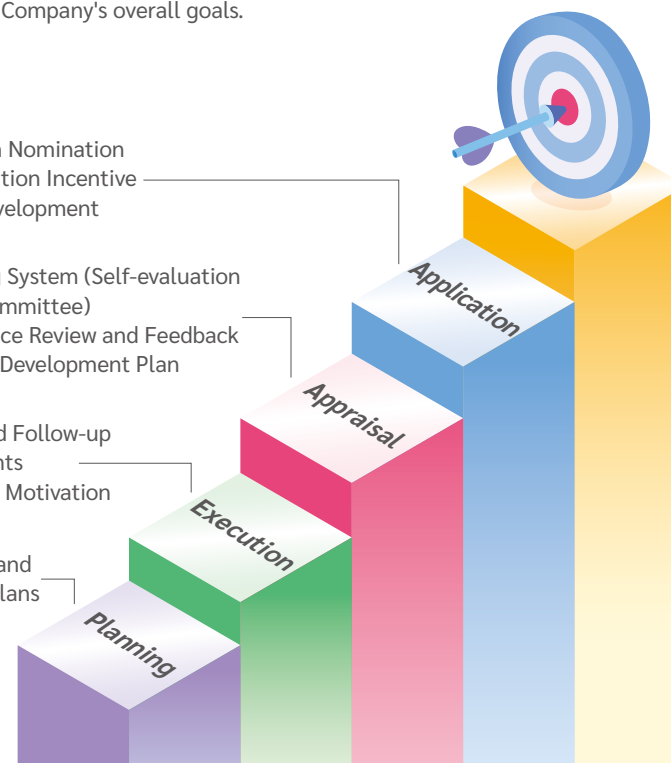 Company's overall goals.
Nomination
tion Incentive
velopment
System (Self-evaluation
mmittee)
ce Review and Feedback
Development Plan
d Follow-up
nts
Motivation
and
lans
Application
Appraisal
Execution
Planning